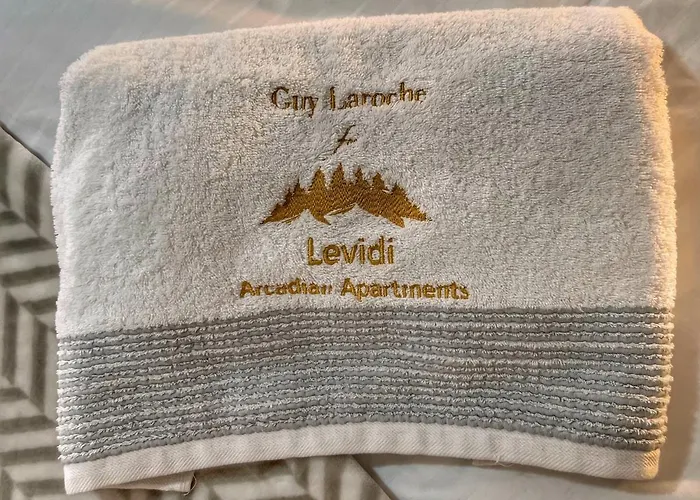 Guy Laroche
f
Levidi
Arcadian Apartments